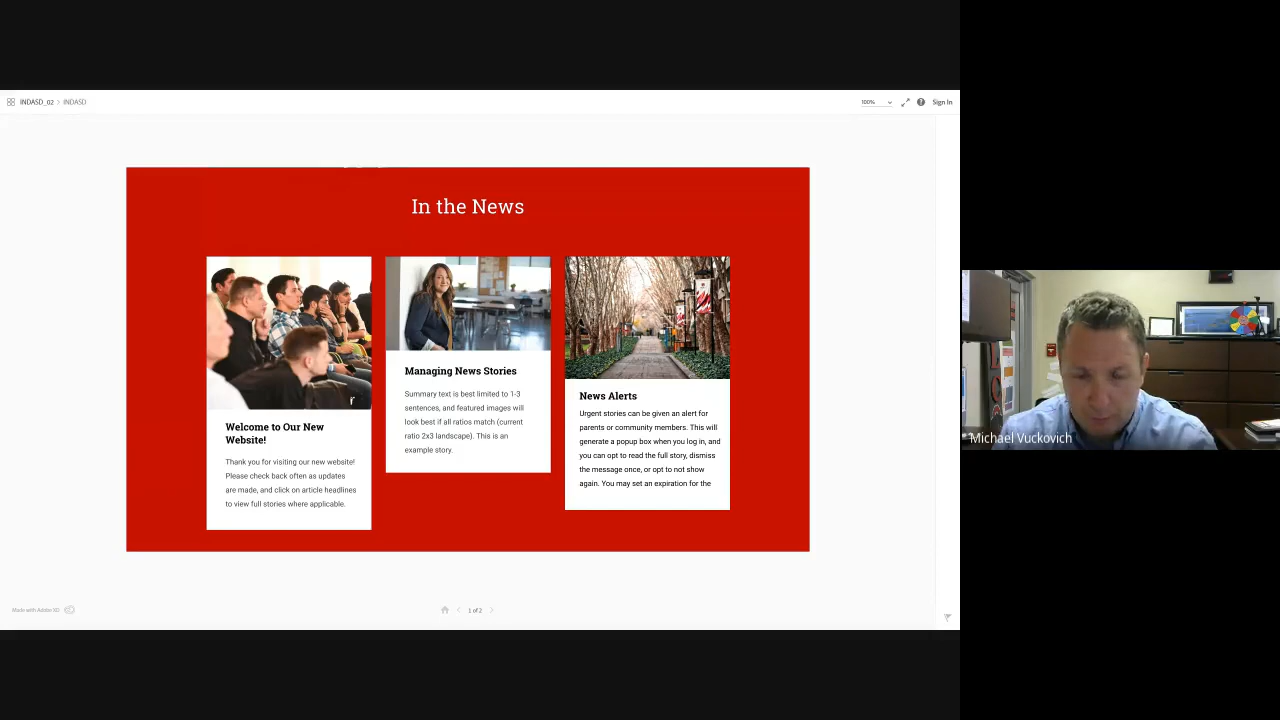 INDASD_02 > INDASD
100%
Sign In
In the News
Welcome to Our New
Website!
Thank you for visiting our new website!
Please check back often as updates
are made, and click on article headlines
to view full stories where applicable.
Managing News Stories
Summary text is best limited to 1-3
sentences, and featured images will
look best if all ratios match (current
ratio 2x3 landscape). This is an
example story.
News Alerts
Urgent stories can be given an alert for
parents or community members. This will
generate a popup box when you log in, and
you can opt to read the full story, dismiss
the message once, or opt to not show
again. You may set an expiration for the
Michael Vuckovich
Made with Adobe XD
1 of 2